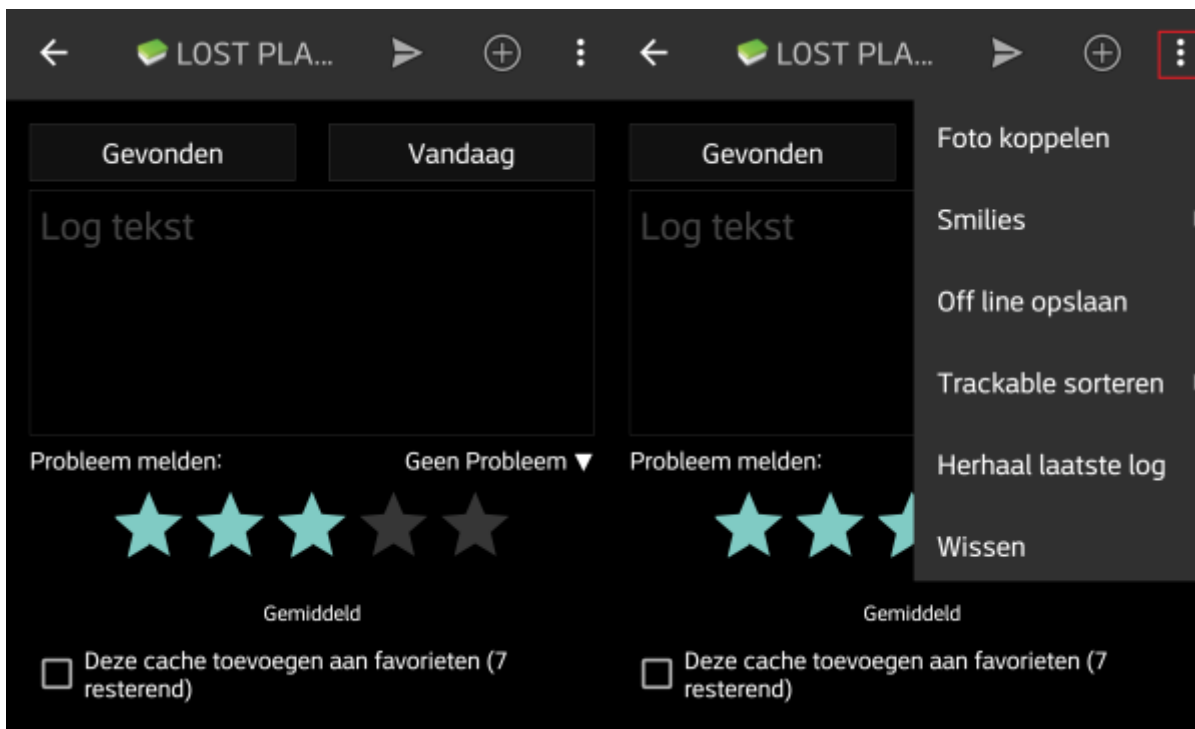 LOST PLA...
Gevonden
Vandaag
Log tekst
Probleem melden:
Geen Probleem ▼
Gemiddeld
Deze cache toevoegen aan favorieten (7
resterend)
LOST PLA...
Gevonden
Log tekst
Probleem melden:
Gemiddeld
Deze cache toevoegen aan favorieten (7
resterend)
Foto koppelen
Smilies
Off line opslaan
Trackable sorteren
Herhaal laatste log
Wissen